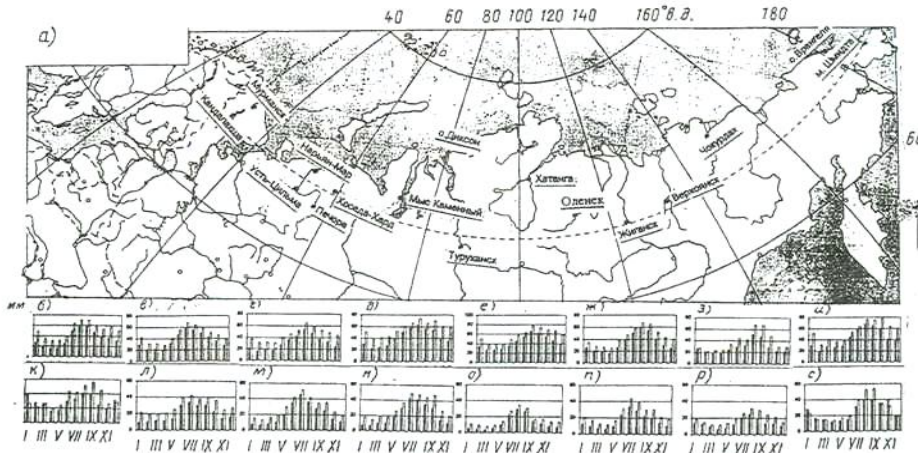 а)
40 60 80 100 120 140 160° в.д. 180
о. Врангеля
м. Шмидта
Мурманск
Кандалакша
Нарьян-Мар
Усть-Цильма
Печора
Хоседа-Хард
о. Диксон
Мыс Каменный
Туруханск
Хатанга
Оленек
Жиганск
Верхоянск
Чокурдах
мм б) в) г) д) е) ж) з) и)
к) л) м) н) о) п) р) с)
I III V VII IX XI I III V VII IX XI I III V VII IX XI I III V VII IX XI I III V VII IX XI I III V VII IX XI I III V VII IX XI I III V VII IX XI